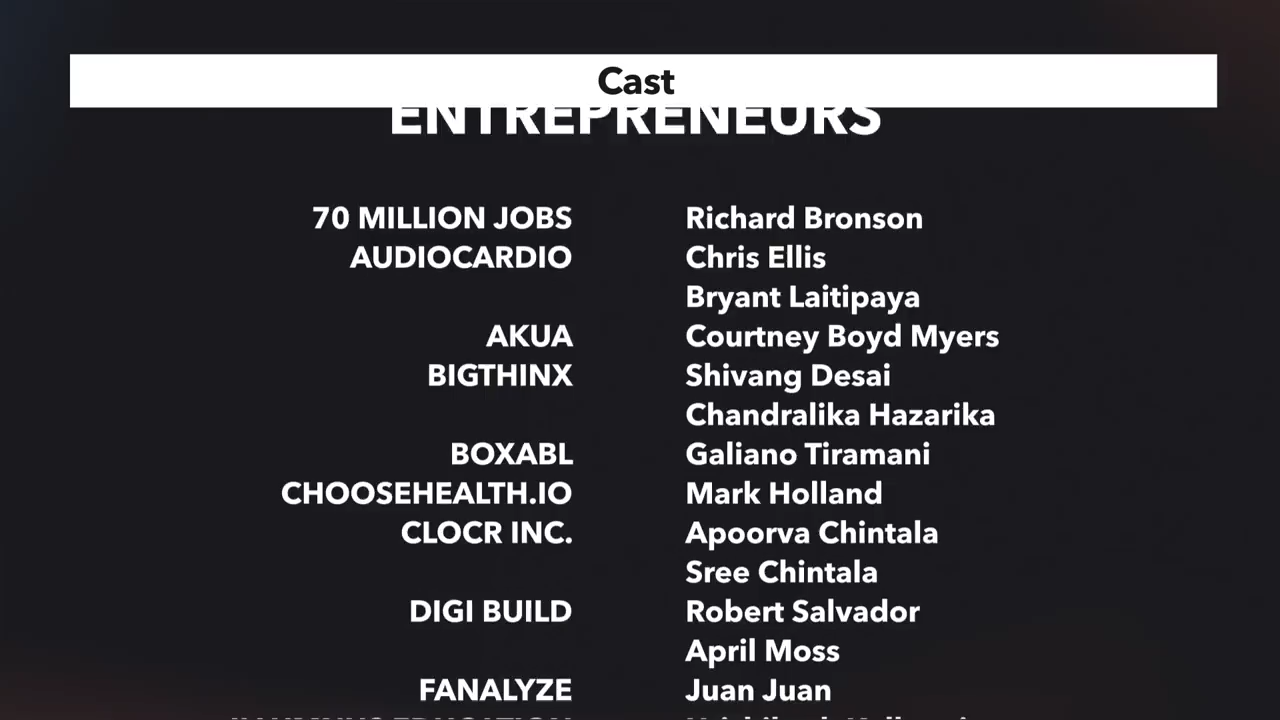 Cast
ENTREPRENEURS
70 MILLION JOBS Richard Bronson
AUDIOCARDIO Chris Ellis
Bryant Laitipaya
AKUA Courtney Boyd Myers
BIGTHINX Shivang Desai
Chandralika Hazarika
BOXABL Galiano Tiramani
CHOOSEHEALTH.IO Mark Holland
CLOCR INC. Apoorva Chintala
Sree Chintala
DIGI BUILD Robert Salvador
April Moss
FANALYZE Juan Juan